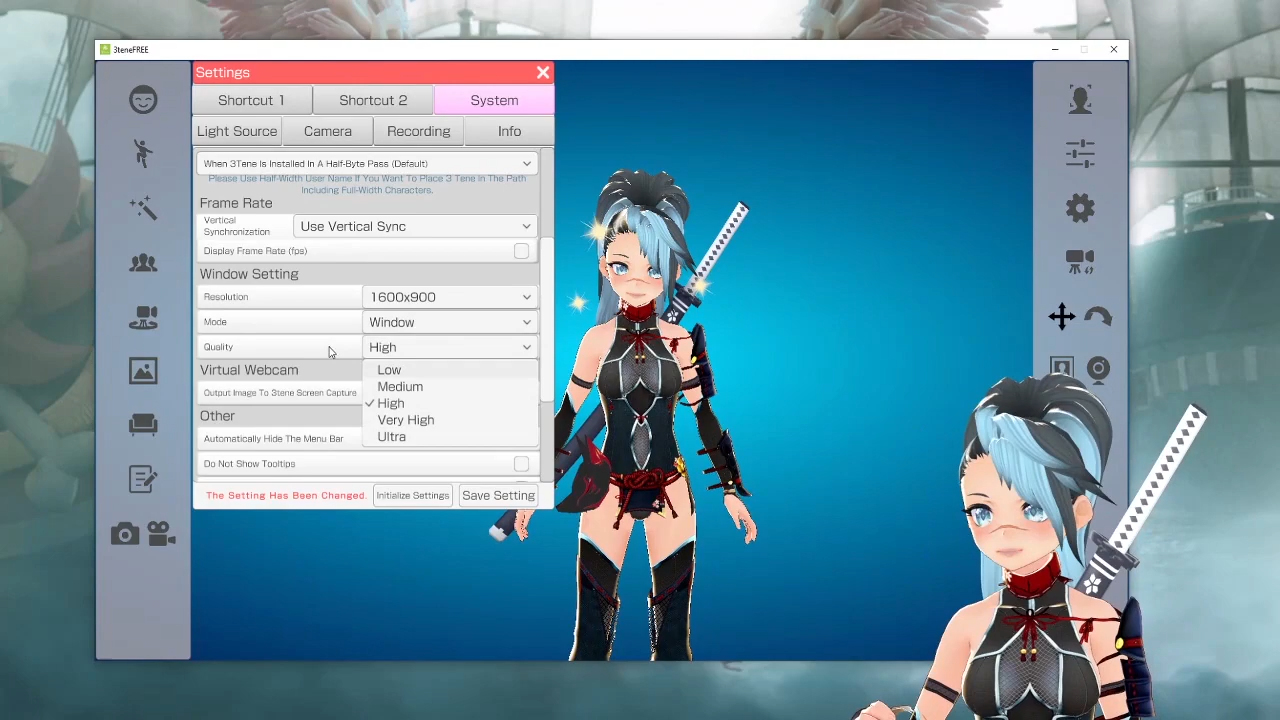 3teneFREE
Settings
Shortcut 1
Shortcut 2
System
Light Source
Camera
Recording
Info
When 3Tene Is Installed In A Half-Byte Pass (Default)
Please Use Half-Width User Name If You Want To Place 3 Tene In The Path
Including Full-Width Characters.
Frame Rate
Vertical
Synchronization
Use Vertical Sync
Display Frame Rate (fps)
Window Setting
Resolution
1600x900
Mode
Window
Quality
High
Low
Medium
High
Very High
Ultra
Virtual Webcam
Output Image To 3tene Screen Capture
Other
Automatically Hide The Menu Bar
Do Not Show Tooltips
The Setting Has Been Changed.
Initialize Settings
Save Setting